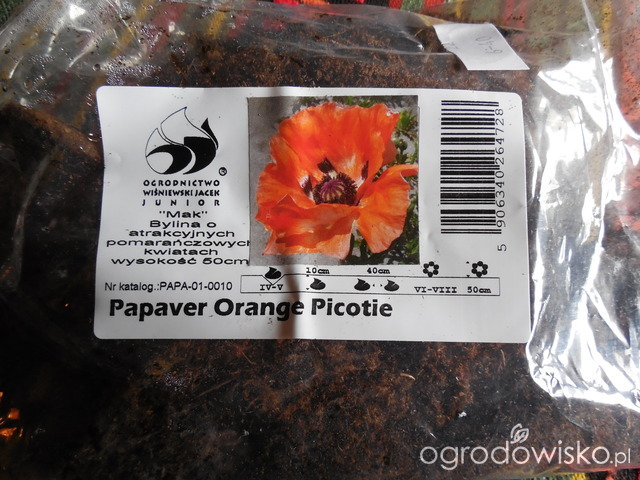 OGRODNICTWO
WIŚNIEWSKI JACEK
JUNIOR
®
"Mak"
Bylina o
atrakcyjnych
pomarańczowych
kwiatach
wysokość 50cm
Nr katalog.:PAPA-01-0010
IV-V
10cm
40cm
VI-VIII
50cm
Papaver Orange Picotie
5 906340 264728
ogrodowisko.pl